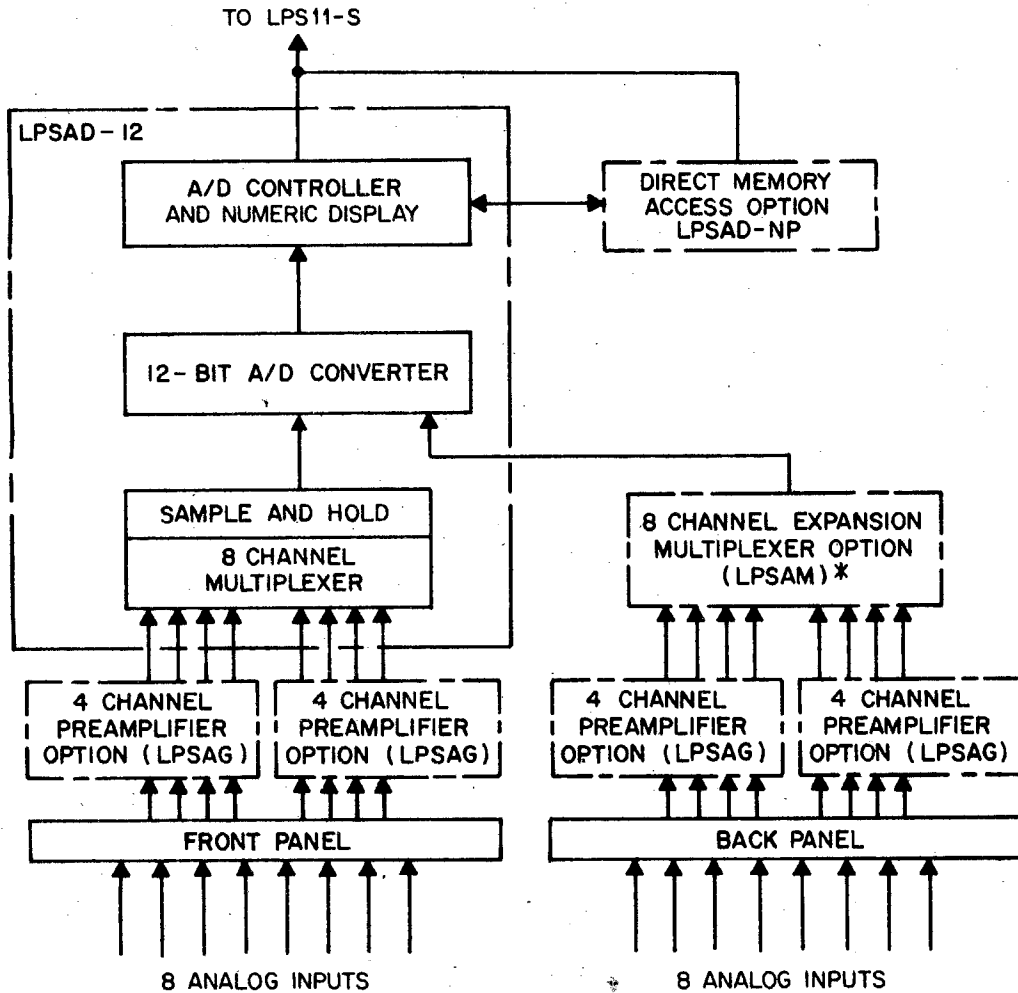 TO LPS11-S
LPSAD-12
A/D CONTROLLER
AND NUMERIC DISPLAY
DIRECT MEMORY
ACCESS OPTION
LPSAD-NP
12-BIT A/D CONVERTER
SAMPLE AND HOLD
8 CHANNEL
MULTIPLEXER
8 CHANNEL EXPANSION
MULTIPLEXER OPTION
(LPSAM)*
4 CHANNEL
PREAMPLIFIER
OPTION (LPSAG)
4 CHANNEL
PREAMPLIFIER
OPTION (LPSAG)
4 CHANNEL
PREAMPLIFIER
OPTION (LPSAG)
4 CHANNEL
PREAMPLIFIER
OPTION (LPSAG)
FRONT PANEL
BACK PANEL
8 ANALOG INPUTS
8 ANALOG INPUTS